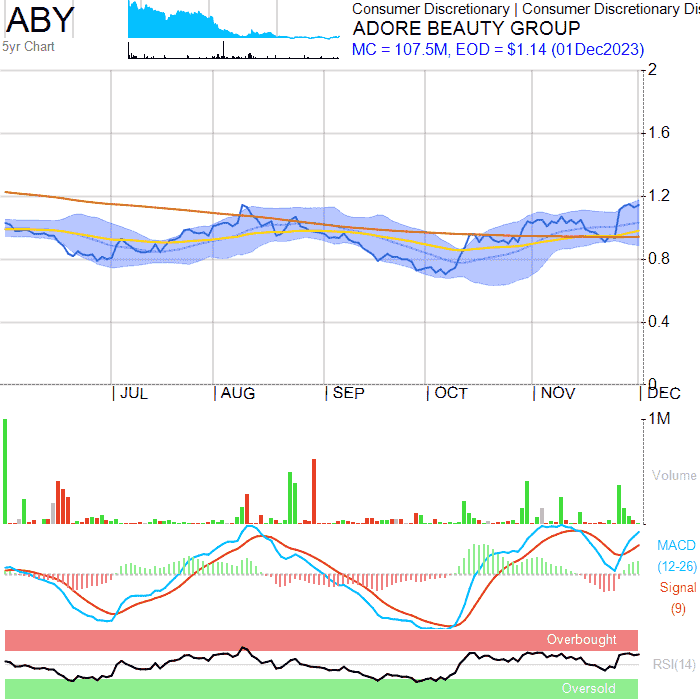 ABY
5yr Chart
Consumer Discretionary | Consumer Discretionary Dis
ADORE BEAUTY GROUP
MC = 107.5M, EOD = $1.14 (01Dec2023)
2
1.6
1.2
0.8
0.4
0
| JUL | AUG | SEP | OCT | NOV | DEC
1M
Volume
MACD
(12-26)
Signal
(9)
Overbought
RSI(14)
Oversold